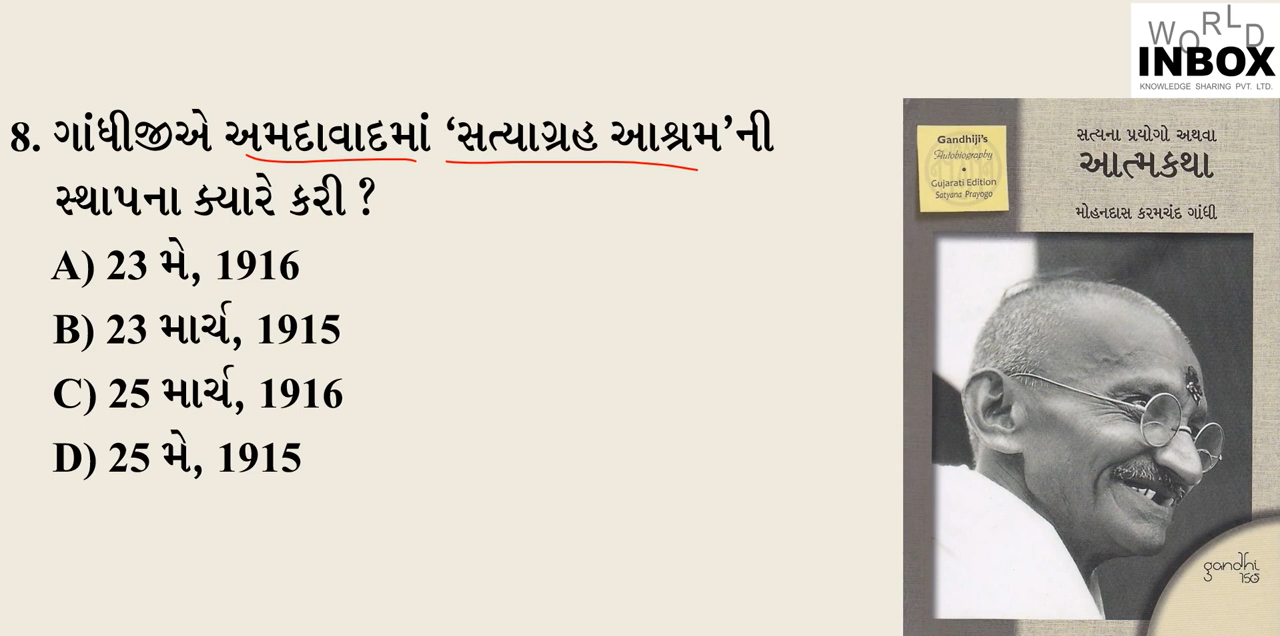 WORLD
INBOX
KNOWLEDGE SHARING PVT. LTD.
8. ગાંધીજીએ અમદાવાદમાં ‘સત્યાગ્રહ આશ્રમ’ની
સ્થાપના ક્યારે કરી ?
A) 23 મે, 1916
B) 23 માર્ચ, 1915
C) 25 માર્ચ, 1916
D) 25 મે, 1915
Gandhiji's
Autobiography
•
Gujarati Edition
Satyana Prayogo
સત્યના પ્રયોગો અથવા
આત્મકથા
મોહનદાસ કરમચંદ ગાંધી
gandhi
150